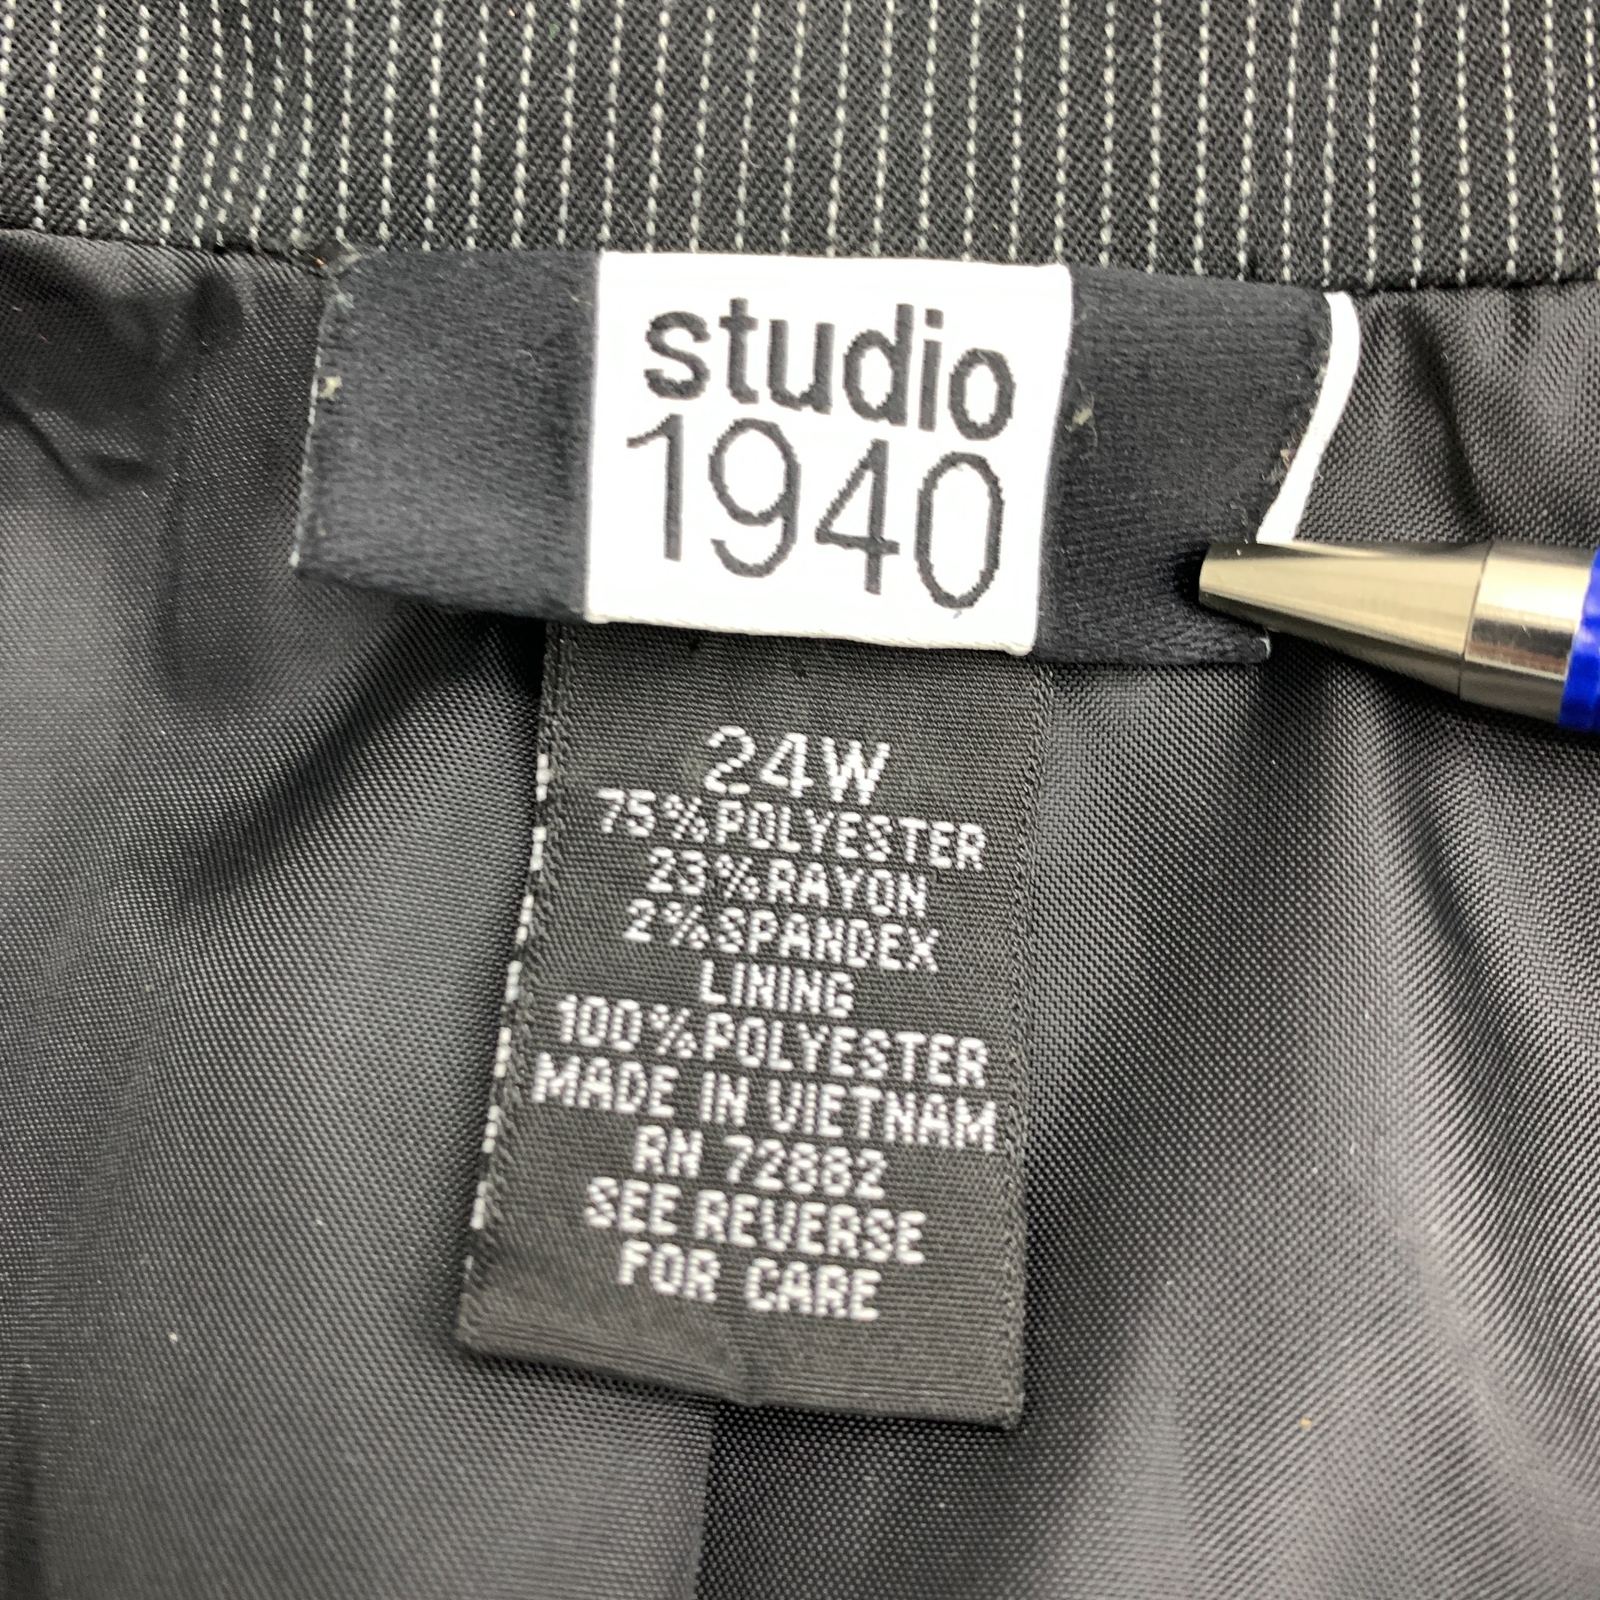 studio
1940
24W
75%POLYESTER
23%RAYON
2%SPANDEX
LINING
100%POLYESTER
MADE IN VIETNAM
RN 72882
SEE REVERSE
FOR CARE